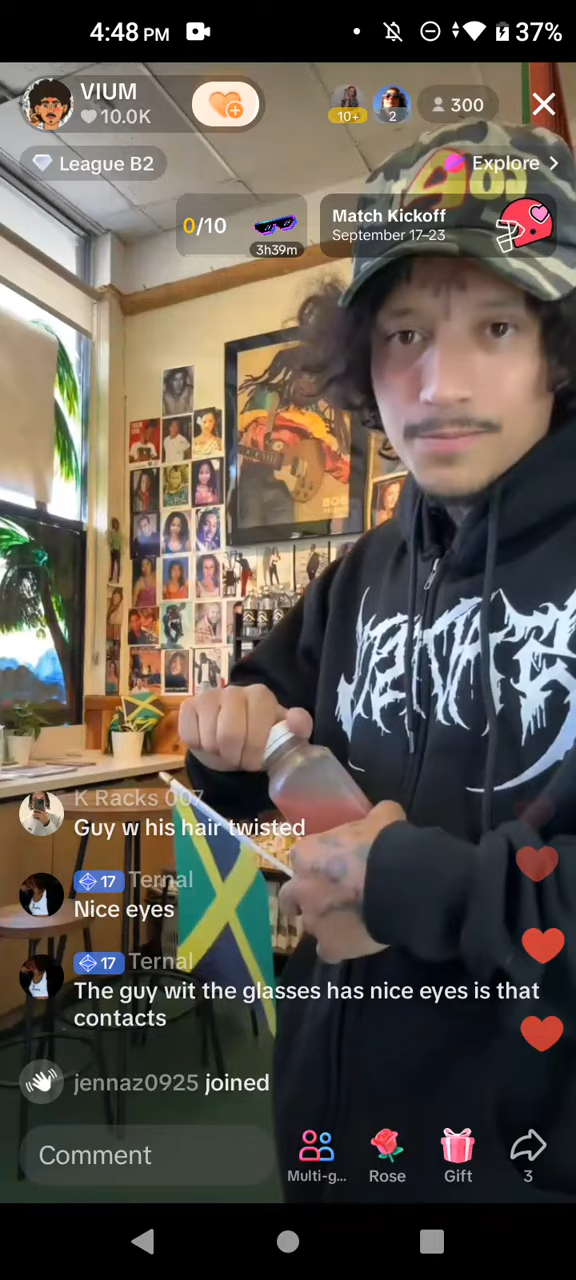 4:48 PM
37%
VIUM
10.0K
10+
2
300
League B2
Explore >
0/10
3h39m
Match Kickoff
September 17–23
K Racks 007
Guy w his hair twisted
17 Ternal
Nice eyes
17 Ternal
The guy wit the glasses has nice eyes is that
contacts
jennaz0925 joined
Comment
Multi-g...
Rose
Gift
3